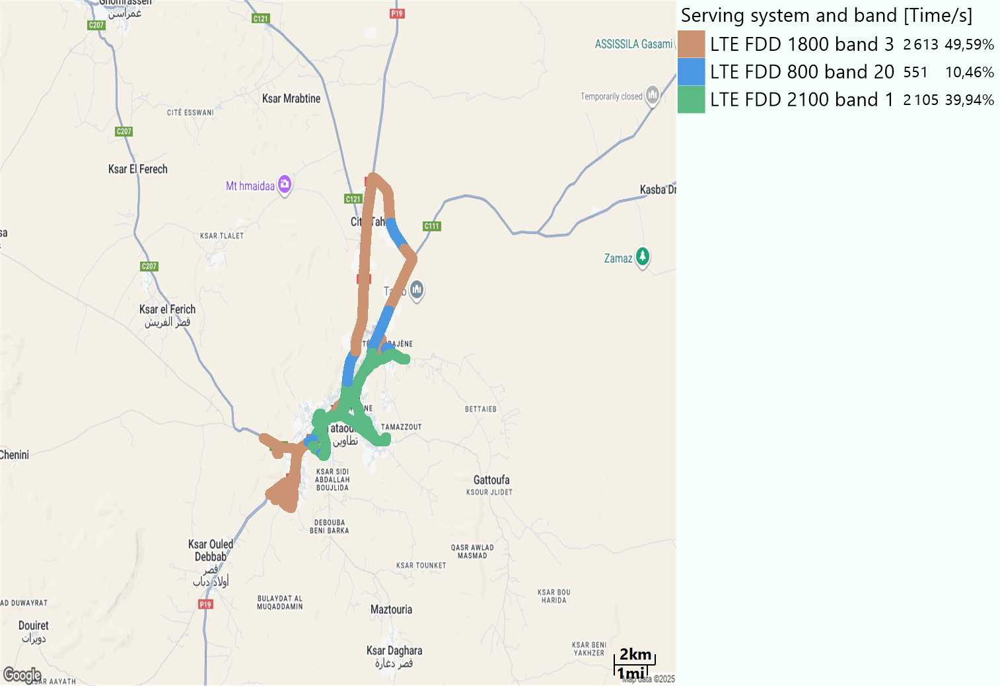 Ghomrassen
غمراسن
C207
C121
P19
ASSISSILA Gasami
Temporarily closed
Ksar Mrabtine
CITÉ ESSWANI
C207
Ksar El Ferech
Mt hmaidaa
C121
Kasba Dr
C111
KSAR TLALET
Zamaz
C207
Ksar el Ferich
قصر الفريش
BETTAIEB
TAMAZZOUT
تطاوين
Chenini
KSAR SIDI
ABDALLAH
BOUJLIDA
Gattoufa
KSOUR JLIDET
DEBOUBA
BENI BARKA
Ksar Ouled
Debbab
قصر
أولاد دباب
QASR AWLAD
MASMAD
KSAR TOUNKET
KSAR BOU
HARIDA
P19
BULAYDAT AL
MUQADDAMIN
AD DUWAYRAT
Maztouria
Douiret
دويرات
Ksar Daghara
قصر دغارة
KSAR BENI
YAKHZER
2km
1mi
Google
KSAR AAYATH
Map data ©2025
Serving system and band [Time/s]
LTE FDD 1800 band 3 2 613 49,59%
LTE FDD 800 band 20 551 10,46%
LTE FDD 2100 band 1 2 105 39,94%